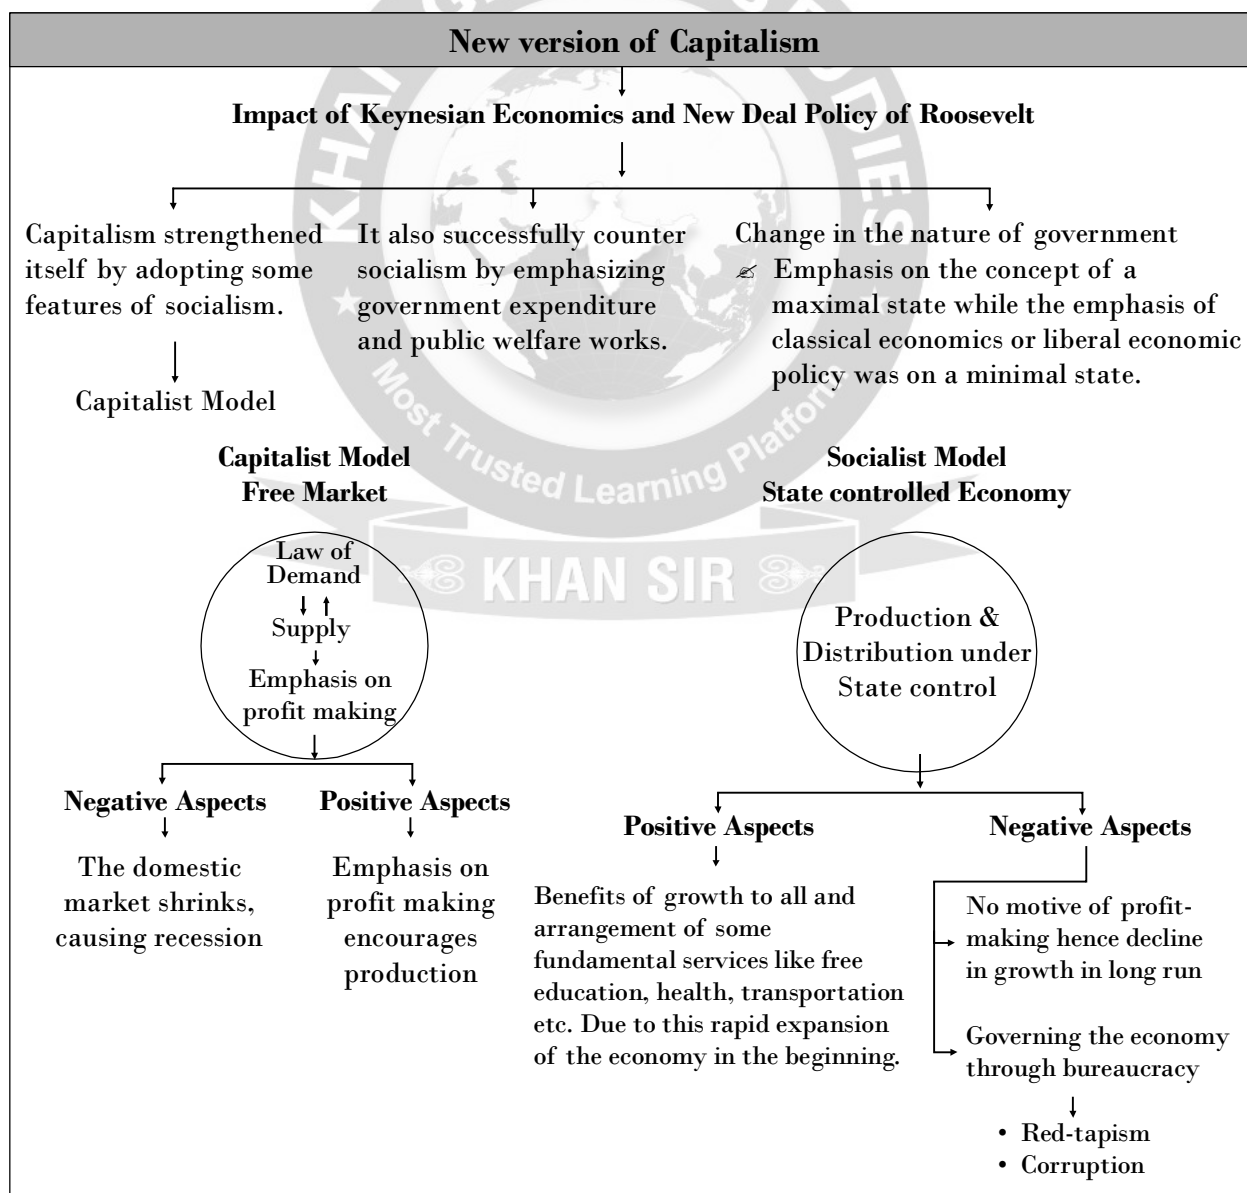 New version of Capitalism
Impact of Keynesian Economics and New Deal Policy of Roosevelt
Capitalism strengthened
itself by adopting some
features of socialism.
Capitalist Model
It also successfully counter
socialism by emphasizing
government expenditure
and public welfare works.
Change in the nature of government
Emphasis on the concept of a
maximal state while the emphasis of
classical economics or liberal economic
policy was on a minimal state.
Capitalist Model
Free Market
Law of
Demand
Supply
Emphasis on
profit making
Negative Aspects
The domestic
market shrinks,
causing recession
Positive Aspects
Emphasis on
profit making
encourages
production
Socialist Model
State controlled Economy
Production &
Distribution under
State control
Positive Aspects
Benefits of growth to all and
arrangement of some
fundamental services like free
education, health, transportation
etc. Due to this rapid expansion
of the economy in the beginning.
Negative Aspects
No motive of profit-
making hence decline
in growth in long run
Governing the economy
through bureaucracy
• Red-tapism
• Corruption
Most Trusted Learning Platform
KHAN SIR